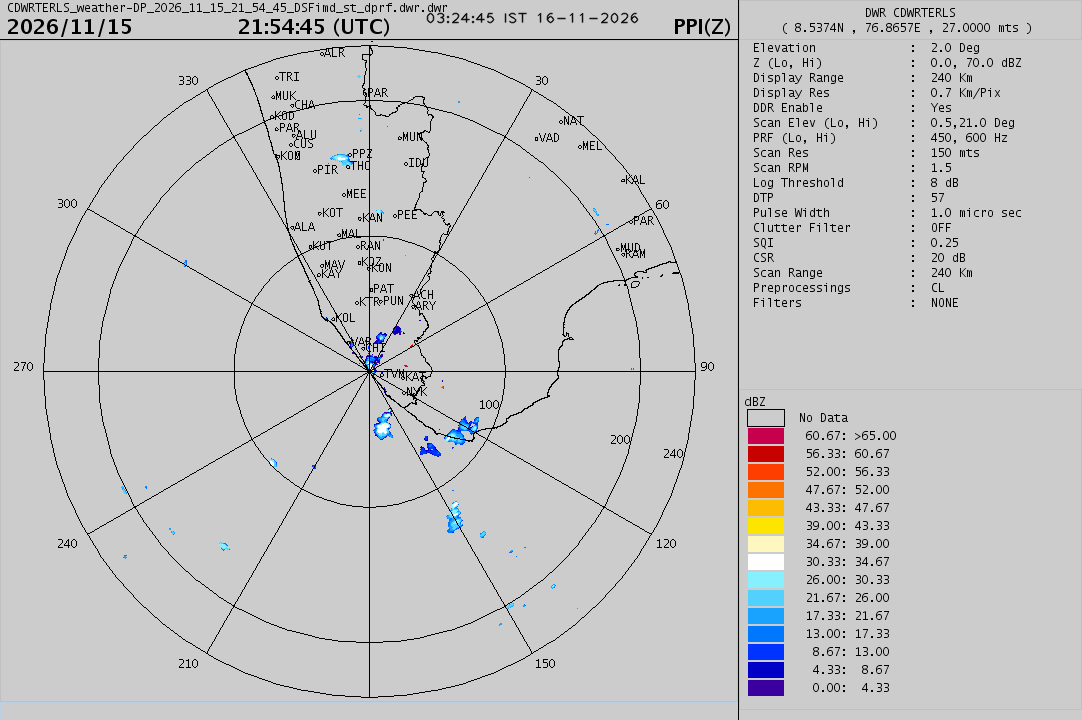 CDWRTERLS_weather-DP_2026_11_15_21_54_45_DSFimd_st_dprf.dwr.dwr
2026/11/15 21:54:45 (UTC) 03:24:45 IST 16-11-2026 PPI(Z)
DWR CDWRTERLS
( 8.5374N , 76.8657E , 27.0000 mts )
Elevation : 2.0 Deg
Z (Lo, Hi) : 0.0, 70.0 dBZ
Display Range : 240 Km
Display Res : 0.7 Km/Pix
DDR Enable : Yes
Scan Elev (Lo, Hi) : 0.5,21.0 Deg
PRF (Lo, Hi) : 450, 600 Hz
Scan Res : 150 mts
Scan RPM : 1.5
Log Threshold : 8 dB
DTP : 57
Pulse Width : 1.0 micro sec
Clutter Filter : OFF
SQI : 0.25
CSR : 20 dB
Scan Range : 240 Km
Preprocessings : CL
Filters : NONE
dBZ
No Data
60.67: >65.00
56.33: 60.67
52.00: 56.33
47.67: 52.00
43.33: 47.67
39.00: 43.33
34.67: 39.00
30.33: 34.67
26.00: 30.33
21.67: 26.00
17.33: 21.67
13.00: 17.33
8.67: 13.00
4.33: 8.67
0.00: 4.33
ALR
TRI
330
30
PAR
MUK
CHA
KOD
NAT
PAR
ALU
MUN
VAD
CUS
MEL
PPZ
THO
IDU
PIR
KAL
MEE
300
60
KOT
KAN
PEE
PAR
ALA
MAL
KUT
RAN
MUD
RAM
MAV
KOZ
KON
KAY
PAT
KTR
PUN
ACH
ARY
KOL
VAR
CHI
270
90
TVM
KAT
NYK
100
200
240
240
120
210
150